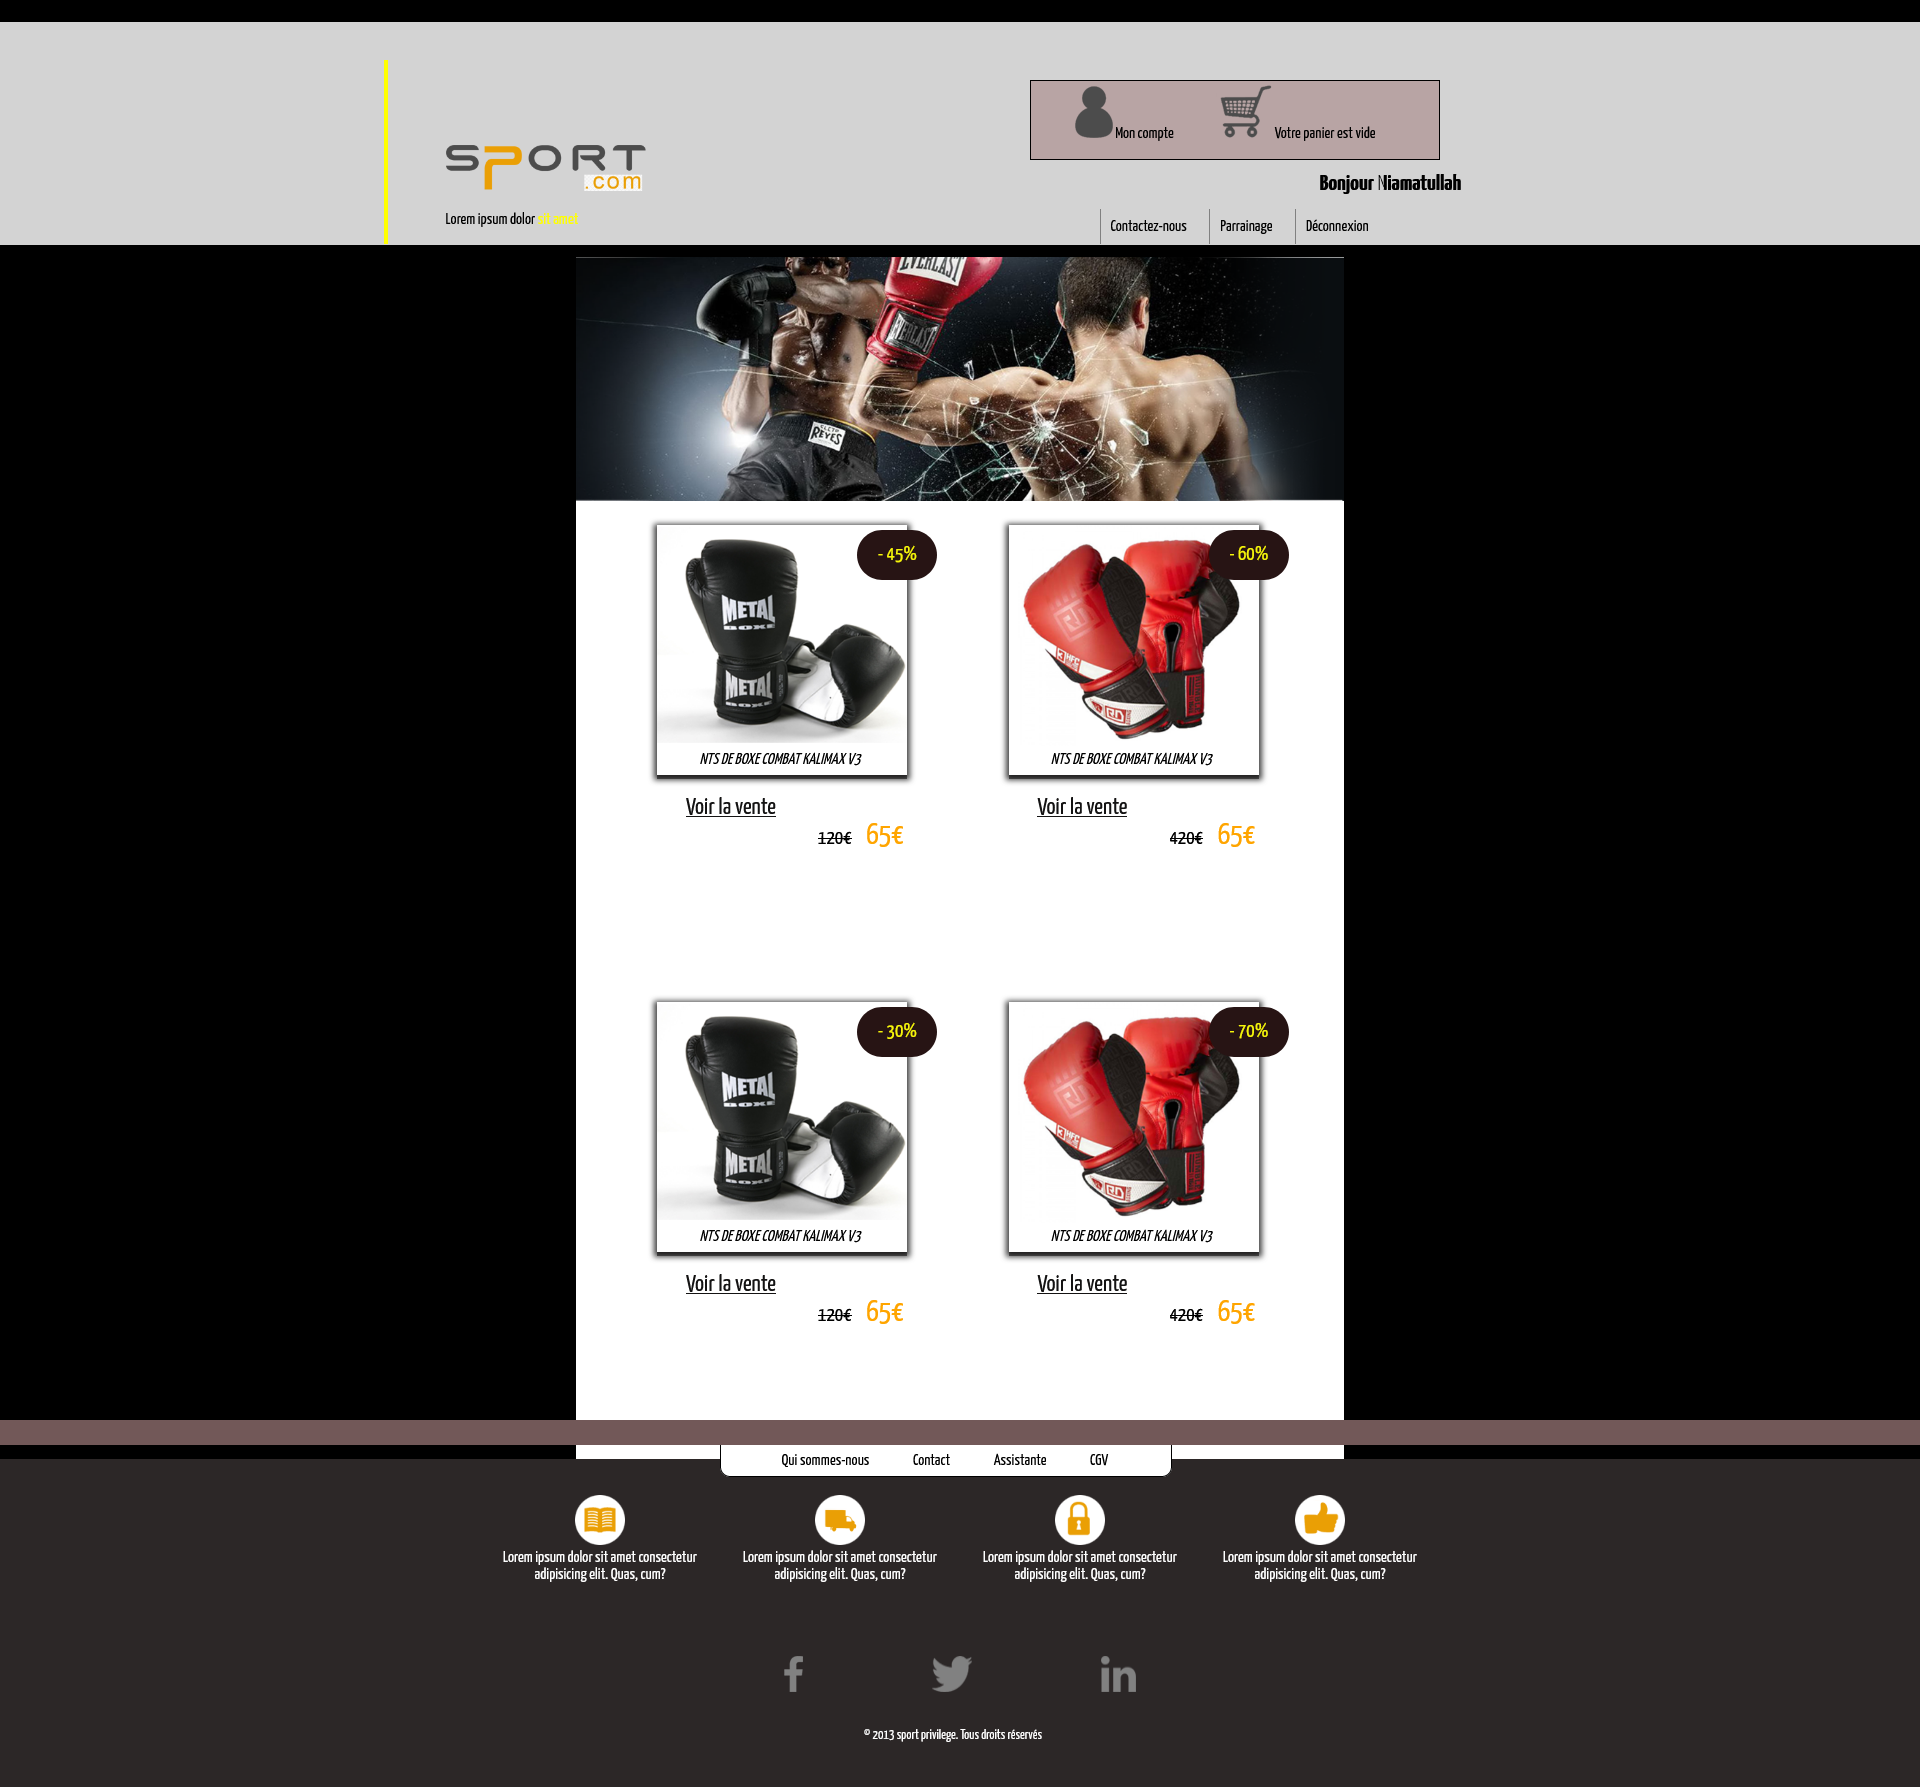 Mon compte
Votre panier est vide
SPORT
.com
Bonjour Niamatullah
Lorem ipsum dolor sit amet
Contactez-nous
Parrainage
Déconnexion
EVERLAST
EVERLAST
CLETO
REYES
- 45%
METAL
BOXE
METAL
BOXE
NTS DE BOXE COMBAT KALIMAX V3
Voir la vente
120€ 65€
- 60%
NTS DE BOXE COMBAT KALIMAX V3
Voir la vente
420€ 65€
- 30%
METAL
BOXE
METAL
BOXE
NTS DE BOXE COMBAT KALIMAX V3
Voir la vente
120€ 65€
- 70%
NTS DE BOXE COMBAT KALIMAX V3
Voir la vente
420€ 65€
Qui sommes-nous
Contact
Assistante
CGV
Lorem ipsum dolor sit amet consectetur
adipisicing elit. Quas, cum?
Lorem ipsum dolor sit amet consectetur
adipisicing elit. Quas, cum?
Lorem ipsum dolor sit amet consectetur
adipisicing elit. Quas, cum?
Lorem ipsum dolor sit amet consectetur
adipisicing elit. Quas, cum?
© 2013 sport privilege. Tous droits réservés